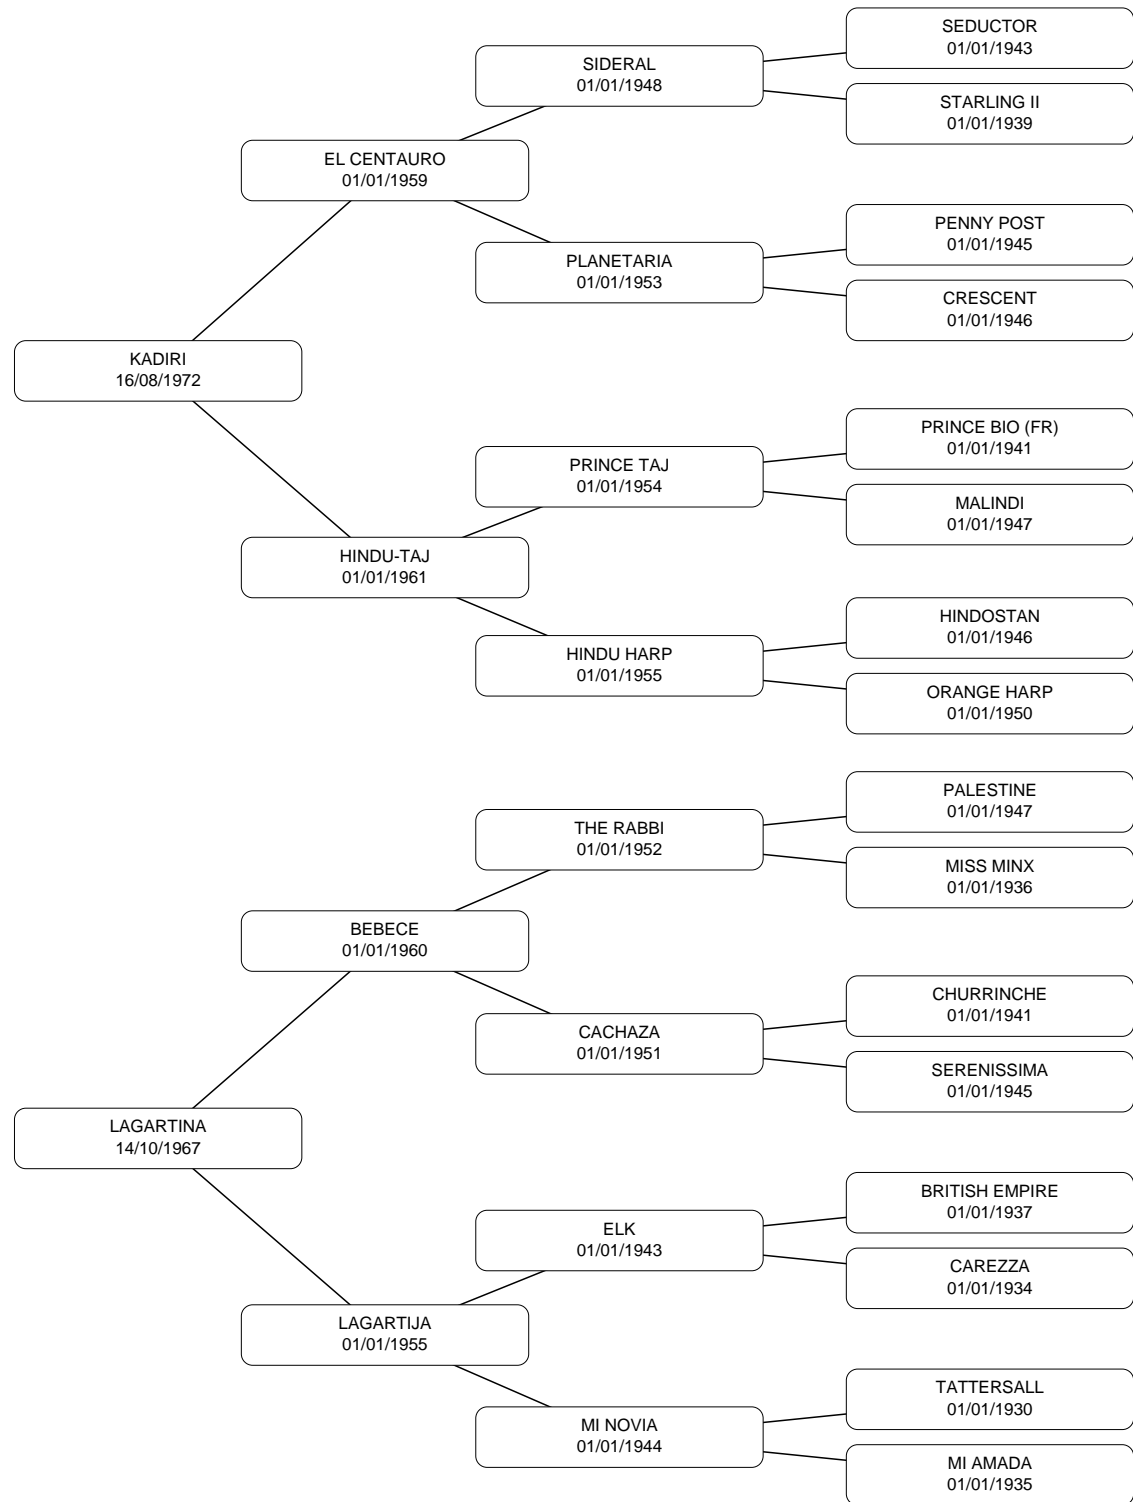 SEDUCTOR
01/01/1943
SIDERAL
01/01/1948
STARLING II
01/01/1939
EL CENTAURO
01/01/1959
PENNY POST
01/01/1945
PLANETARIA
01/01/1953
CRESCENT
01/01/1946
KADIRI
16/08/1972
PRINCE BIO (FR)
01/01/1941
PRINCE TAJ
01/01/1954
MALINDI
01/01/1947
HINDU-TAJ
01/01/1961
HINDOSTAN
01/01/1946
HINDU HARP
01/01/1955
ORANGE HARP
01/01/1950
PALESTINE
01/01/1947
THE RABBI
01/01/1952
MISS MINX
01/01/1936
BEBECE
01/01/1960
CHURRINCHE
01/01/1941
CACHAZA
01/01/1951
SERENISSIMA
01/01/1945
LAGARTINA
14/10/1967
BRITISH EMPIRE
01/01/1937
ELK
01/01/1943
CAREZZA
01/01/1934
LAGARTIJA
01/01/1955
TATTERSALL
01/01/1930
MI NOVIA
01/01/1944
MI AMADA
01/01/1935